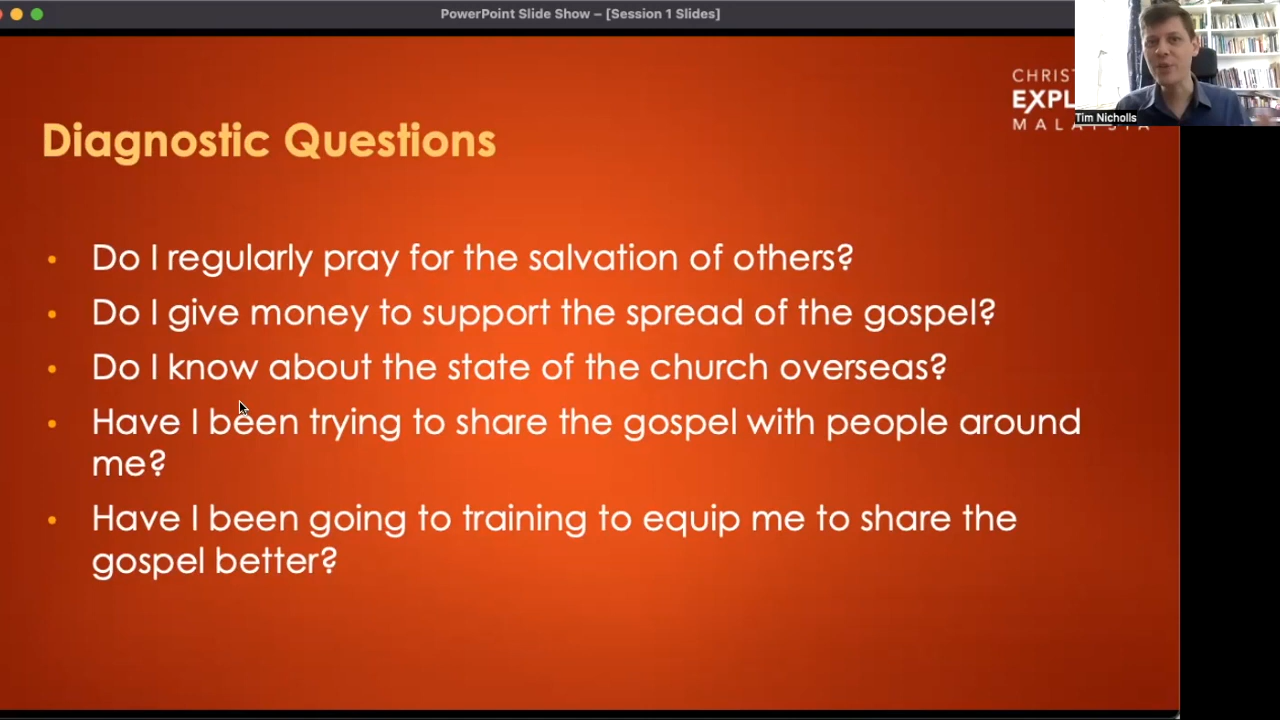 PowerPoint Slide Show – [Session 1 Slides]
CHRIST
EXPL
MALAYSIA
Tim Nicholls
Diagnostic Questions
• Do I regularly pray for the salvation of others?
• Do I give money to support the spread of the gospel?
• Do I know about the state of the church overseas?
• Have I been trying to share the gospel with people around
me?
• Have I been going to training to equip me to share the
gospel better?